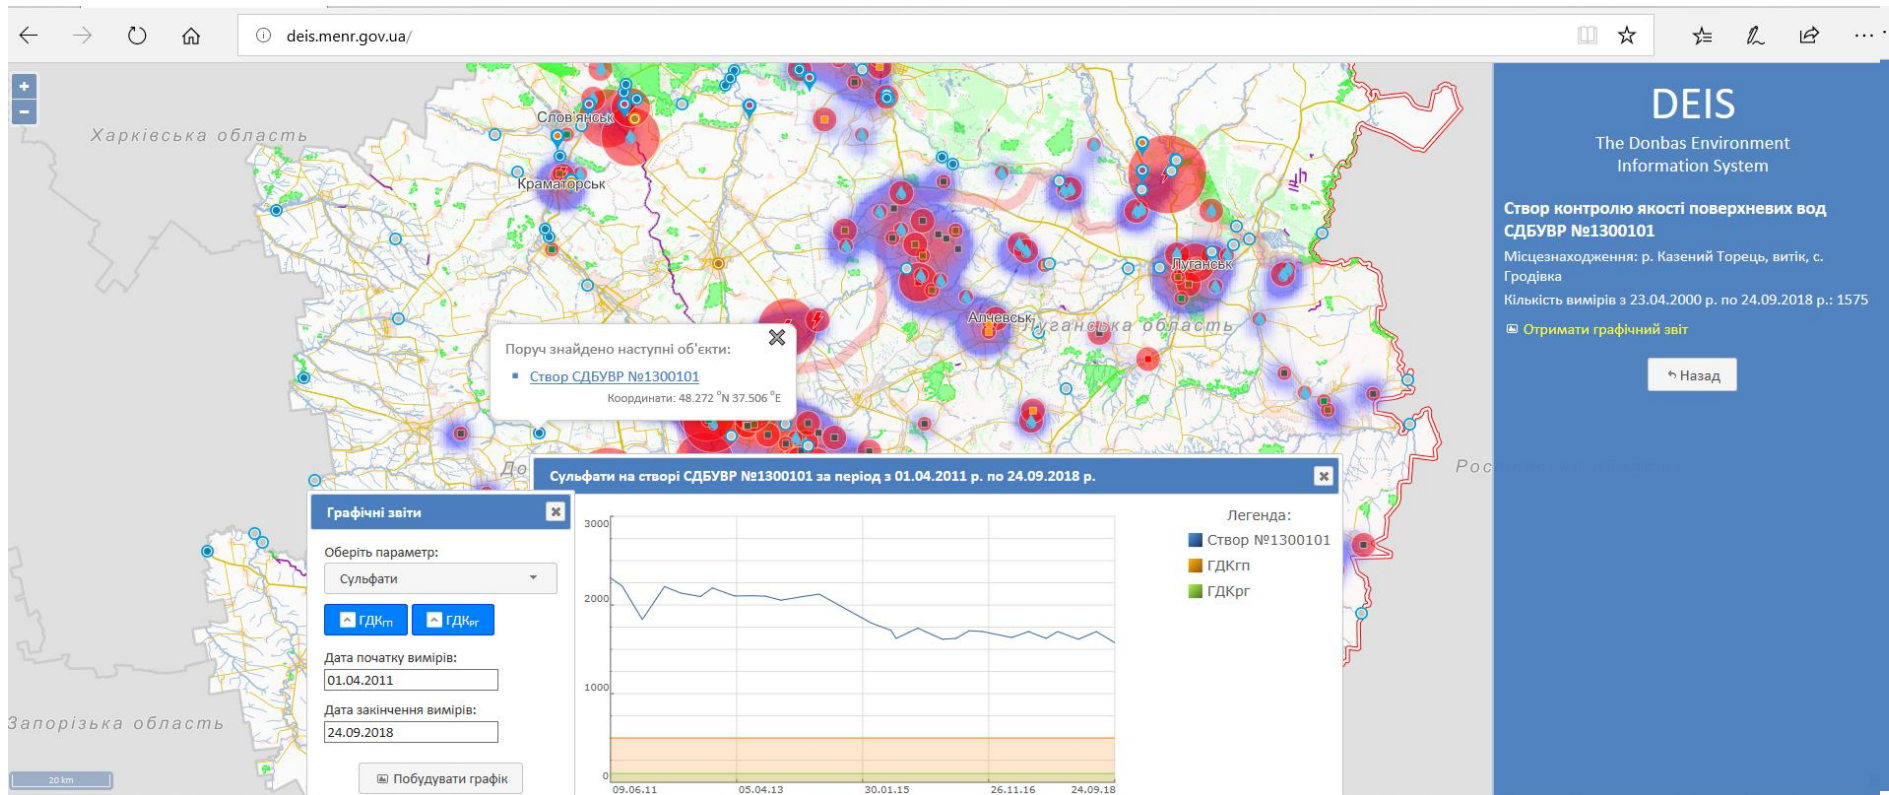 deis.menr.gov.ua/
+
−
Харківська область
Слов'янськ
Краматорськ
Луганськ
Алчевськ
Луганська область
Запорізька область
20 km
Поруч знайдено наступні об'єкти:
Створ СДБУВР №1300101
Координати: 48.272 °N 37.506 °E
Графічні звіти
Оберіть параметр:
Сульфати
ГДКгп
ГДКрг
Дата початку вимірів:
01.04.2011
Дата закінчення вимірів:
24.09.2018
Побудувати графік
Сульфати на створі СДБУВР №1300101 за період з 01.04.2011 р. по 24.09.2018 р.
3000
2000
1000
0
09.06.11 05.04.13 30.01.15 26.11.16 24.09.18
Легенда:
Створ №1300101
ГДКгп
ГДКрг
DEIS
The Donbas Environment
Information System
Створ контролю якості поверхневих вод
СДБУВР №1300101
Місцезнаходження: р. Казений Торець, витік, с.
Гродівка
Кількість вимірів з 23.04.2000 р. по 24.09.2018 р.: 1575
Отримати графічний звіт
Назад